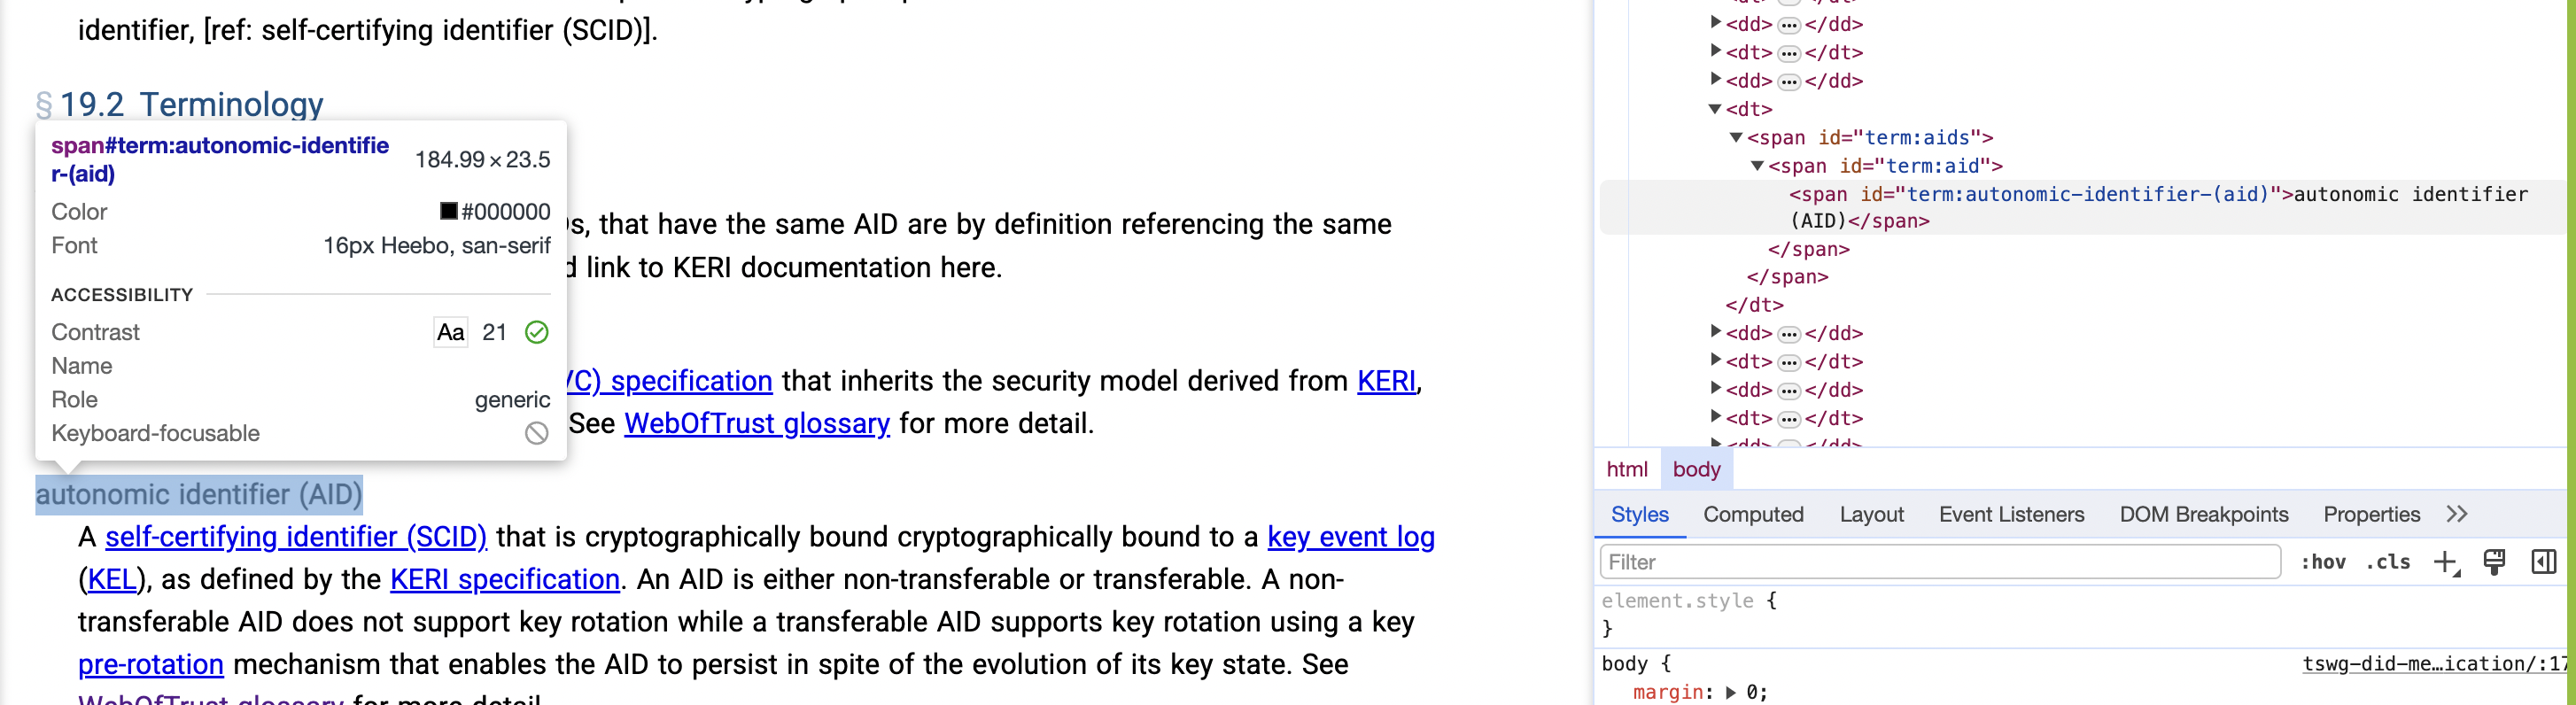 identifier, [ref: self-certifying identifier (SCID)].
§ 19.2 Terminology
span#term:autonomic-identifie
r-(aid)
184.99 × 23.5
Color #000000
Font 16px Heebo, san-serif
ACCESSIBILITY
Contrast Aa 21
Name
Role generic
Keyboard-focusable
s, that have the same AID are by definition referencing the same
d link to KERI documentation here.
/C) specification that inherits the security model derived from KERI,
See WebOfTrust glossary for more detail.
autonomic identifier (AID)
A self-certifying identifier (SCID) that is cryptographically bound cryptographically bound to a key event log
(KEL), as defined by the KERI specification. An AID is either non-transferable or transferable. A non-
transferable AID does not support key rotation while a transferable AID supports key rotation using a key
pre-rotation mechanism that enables the AID to persist in spite of the evolution of its key state. See
WebOfTrust glossary for more detail.
<dd> ••• </dd>
<dt> ••• </dt>
<dd> ••• </dd>
<dt>
<span id="term:aids">
<span id="term:aid">
<span id="term:autonomic-identifier-(aid)">autonomic identifier
(AID)</span>
</span>
</span>
</dt>
<dd> ••• </dd>
<dt> ••• </dt>
<dd> ••• </dd>
<dt> ••• </dt>
<dd> ••• </dd>
html body
Styles Computed Layout Event Listeners DOM Breakpoints Properties >>
Filter :hov .cls
element.style {
}
body { tswg-did-me…ication/:17
margin: ▶ 0;